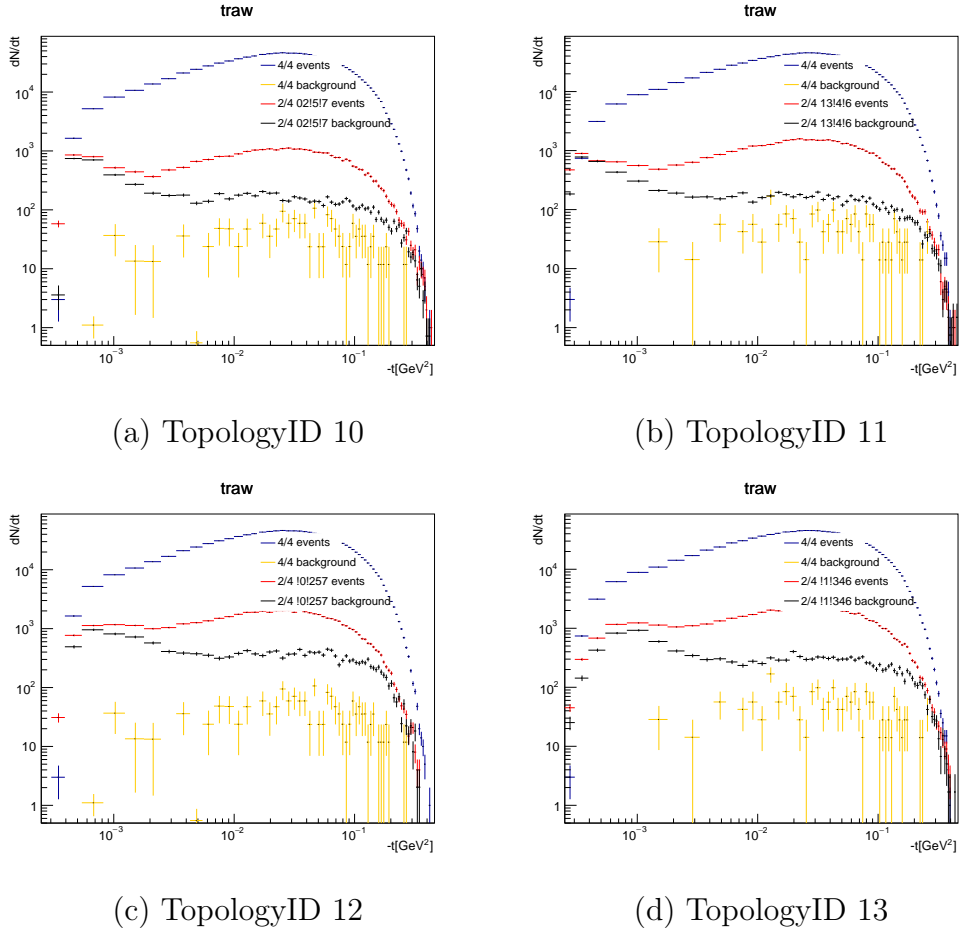 traw
dN/dt
4/4 events
4/4 background
2/4 02!5!7 events
2/4 02!5!7 background
10⁴
10³
10²
10
1
10⁻³ 10⁻² 10⁻¹
-t[GeV²]
(a) TopologyID 10
traw
dN/dt
4/4 events
4/4 background
2/4 13!4!6 events
2/4 13!4!6 background
10⁴
10³
10²
10
1
10⁻³ 10⁻² 10⁻¹
-t[GeV²]
(b) TopologyID 11
traw
dN/dt
4/4 events
4/4 background
2/4 !0!257 events
2/4 !0!257 background
10⁴
10³
10²
10
1
10⁻³ 10⁻² 10⁻¹
-t[GeV²]
(c) TopologyID 12
traw
dN/dt
4/4 events
4/4 background
2/4 !1!346 events
2/4 !1!346 background
10⁴
10³
10²
10
1
10⁻³ 10⁻² 10⁻¹
-t[GeV²]
(d) TopologyID 13